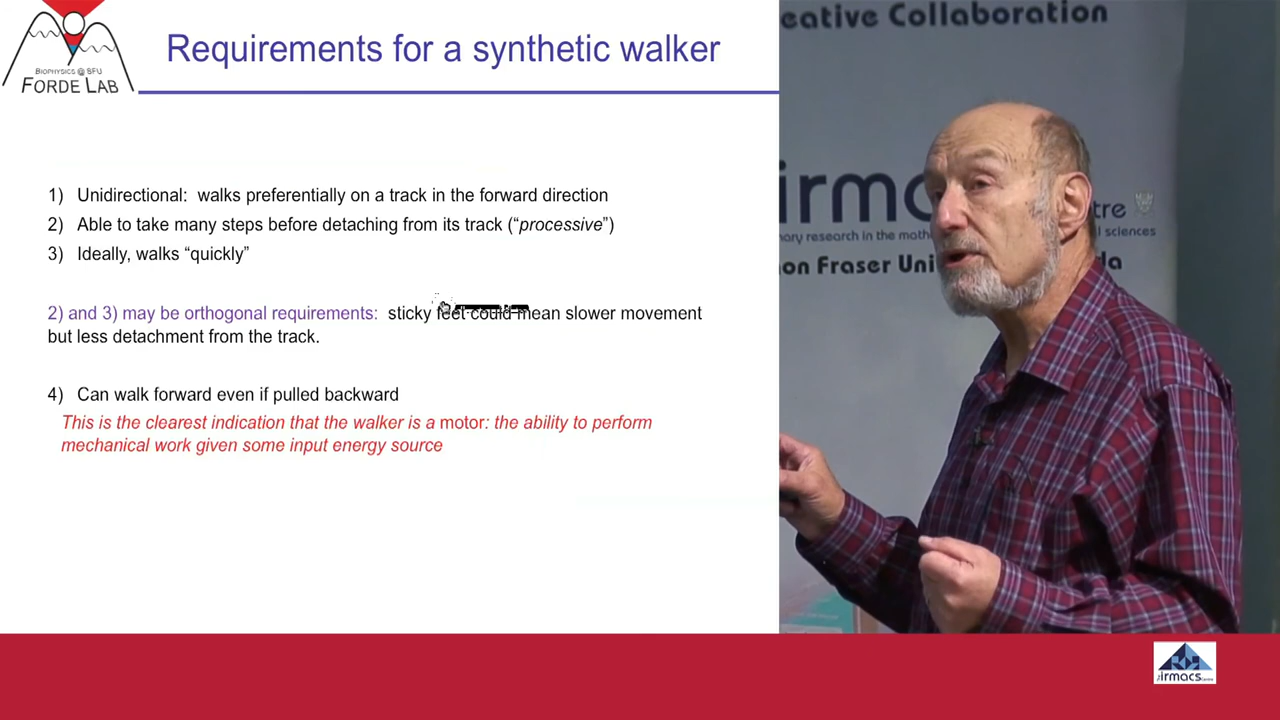 Requirements for a synthetic walker
BIOPHYSICS @ SFU
FORDE LAB
1) Unidirectional: walks preferentially on a track in the forward direction
2) Able to take many steps before detaching from its track (“processive”)
3) Ideally, walks “quickly”
2) and 3) may be orthogonal requirements: sticky feet could mean slower movement
but less detachment from the track.
4) Can walk forward even if pulled backward
This is the clearest indication that the walker is a motor: the ability to perform
mechanical work given some input energy source
eative Collaboration
irmac
tre
nary research in the math
l sciences
on Fraser Uni
da
irmacs